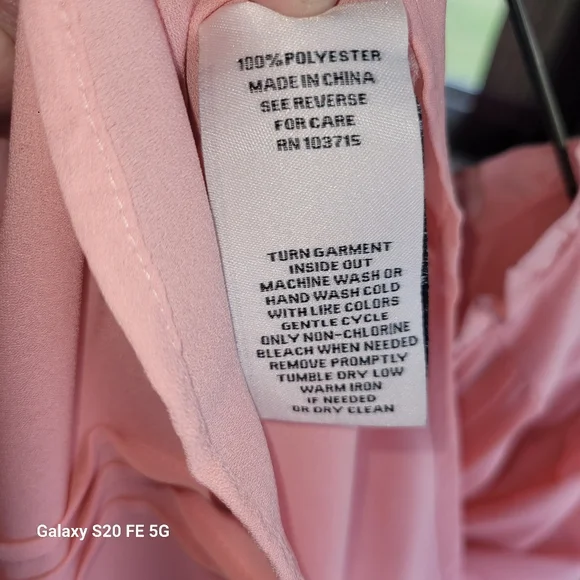 100% POLYESTER
MADE IN CHINA
SEE REVERSE
FOR CARE
RN 103715
TURN GARMENT
INSIDE OUT
MACHINE WASH OR
HAND WASH COLD
WITH LIKE COLORS
GENTLE CYCLE
ONLY NON-CHLORINE
BLEACH WHEN NEEDED
REMOVE PROMPTLY
TUMBLE DRY LOW
WARM IRON
IF NEEDED
OR DRY CLEAN
Galaxy S20 FE 5G